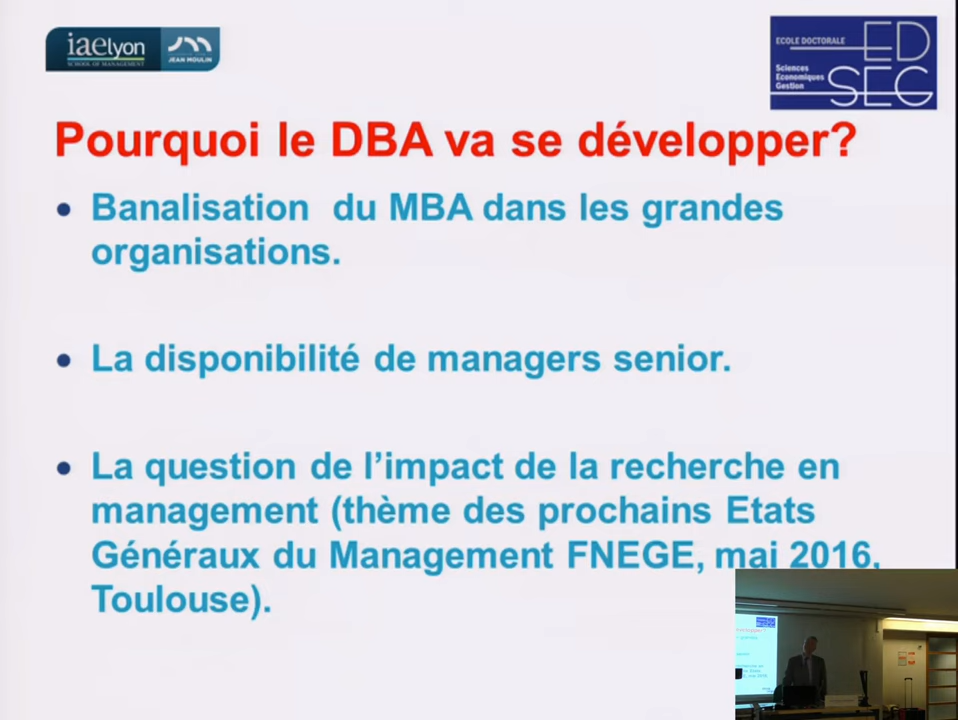 iaelyon
SCHOOL OF MANAGEMENT
JEAN MOULIN
ECOLE DOCTORALE
ED
Sciences
Economiques
Gestion
SEG
Pourquoi le DBA va se développer?
• Banalisation du MBA dans les grandes
organisations.
• La disponibilité de managers senior.
• La question de l’impact de la recherche en
management (thème des prochains Etats
Généraux du Management FNEGE, mai 2016,
Toulouse).